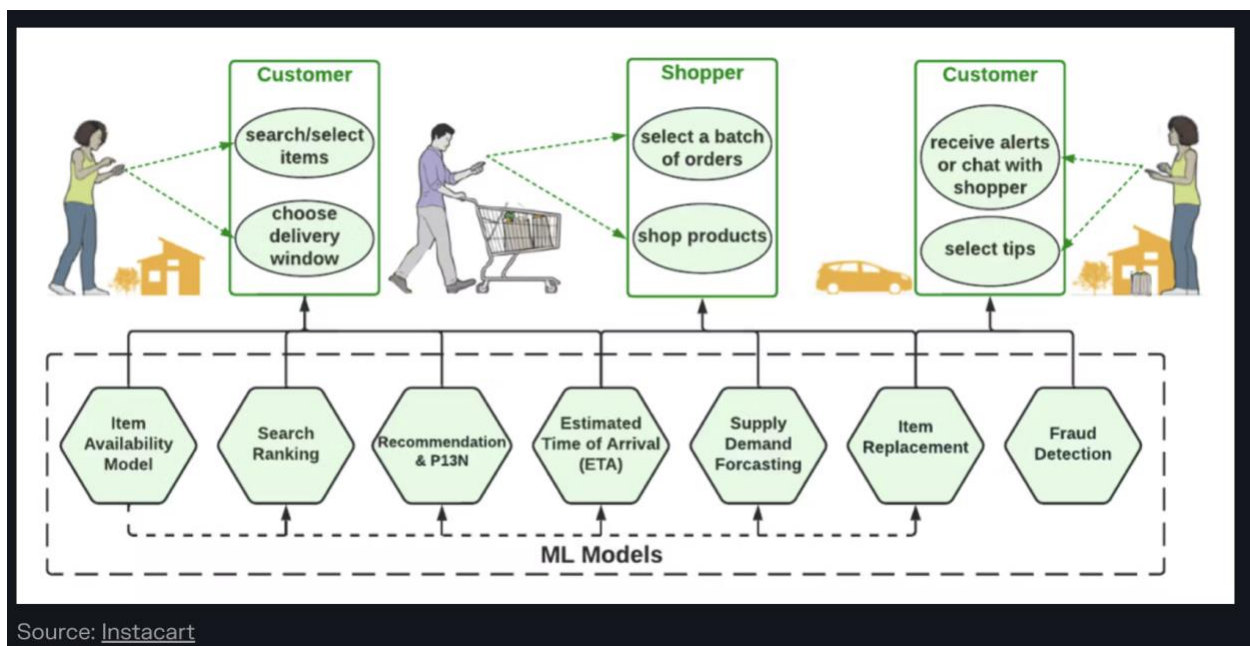 Customer
search/select
items
choose
delivery
window
Shopper
select a batch
of orders
shop products
Customer
receive alerts
or chat with
shopper
select tips
Item
Availability
Model
Search
Ranking
Recommendation
& P13N
Estimated
Time of Arrival
(ETA)
Supply
Demand
Forcasting
Item
Replacement
Fraud
Detection
ML Models
Source: Instacart